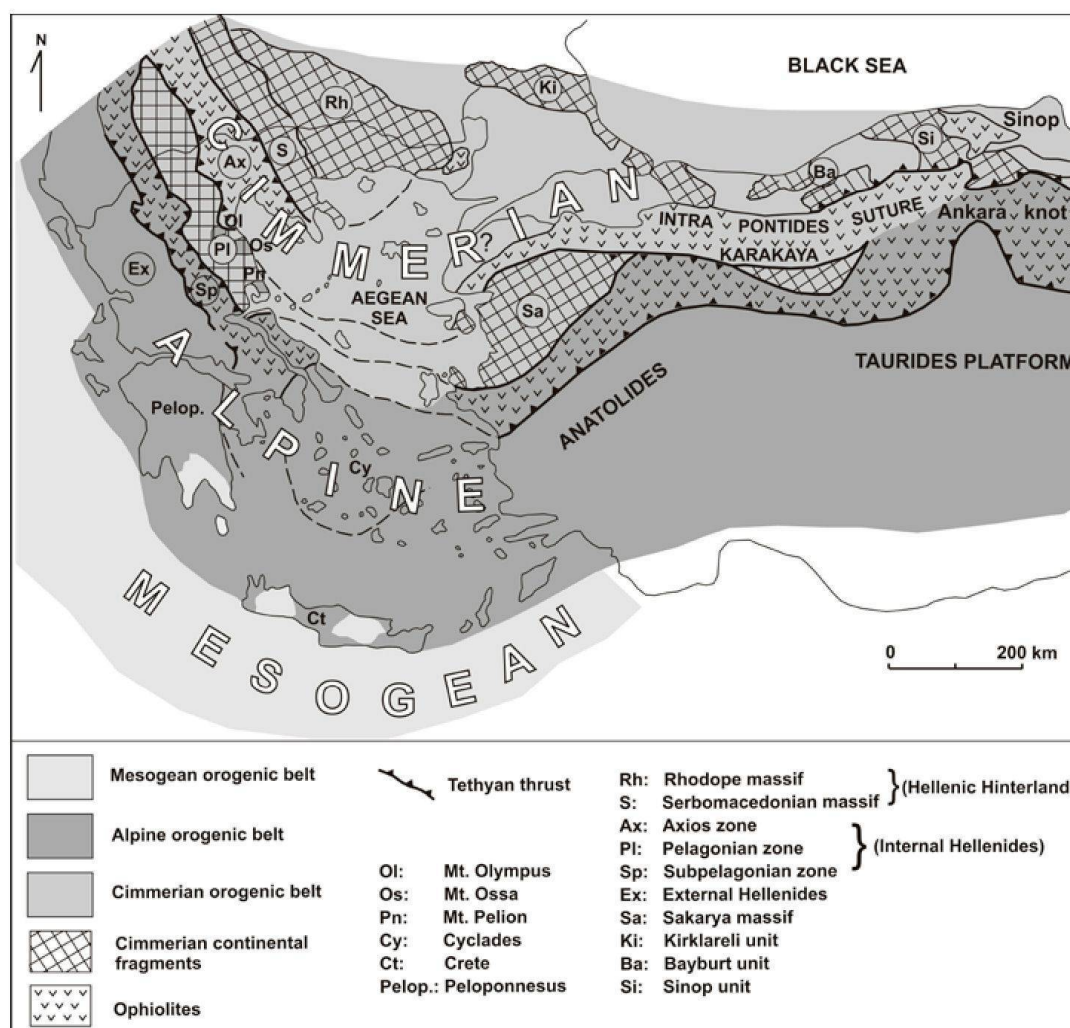 N
BLACK SEA
Rh
Ki
Sinop
Si
C I M M E R I A N
Ax
S
Ba
Ol
INTRA PONTIDES SUTURE
Ankara knot
Pl
Os
?
KARAKAYA
Ex
Pn
Sp
AEGEAN
SEA
Sa
TAURIDES PLATFORM
A L P I N E
ANATOLIDES
Pelop.
Cy
Ct
M E S O G E A N
0 200 km
Mesogean orogenic belt
Alpine orogenic belt
Cimmerian orogenic belt
Cimmerian continental
fragments
Ophiolites
Tethyan thrust
Ol: Mt. Olympus
Os: Mt. Ossa
Pn: Mt. Pelion
Cy: Cyclades
Ct: Crete
Pelop.: Peloponnesus
Rh: Rhodope massif
S: Serbomacedonian massif
(Hellenic Hinterland
Ax: Axios zone
Pl: Pelagonian zone
(Internal Hellenides)
Sp: Subpelagonian zone
Ex: External Hellenides
Sa: Sakarya massif
Ki: Kirklareli unit
Ba: Bayburt unit
Si: Sinop unit